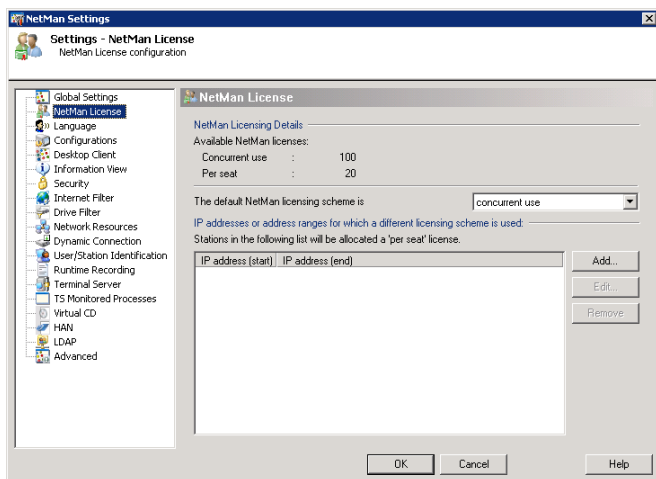 NetMan Settings
Settings - NetMan License
NetMan License configuration
Global Settings
NetMan License
Language
Configurations
Desktop Client
Information View
Security
Internet Filter
Drive Filter
Network Resources
Dynamic Connection
User/Station Identification
Runtime Recording
Terminal Server
TS Monitored Processes
Virtual CD
HAN
LDAP
Advanced
NetMan License
NetMan Licensing Details
Available NetMan licenses:
Concurrent use : 100
Per seat : 20
The default NetMan licensing scheme is concurrent use
IP addresses or address ranges for which a different licensing scheme is used:
Stations in the following list will be allocated a 'per seat' license.
IP address (start) IP address (end)
Add...
Edit...
Remove
OK Cancel Help